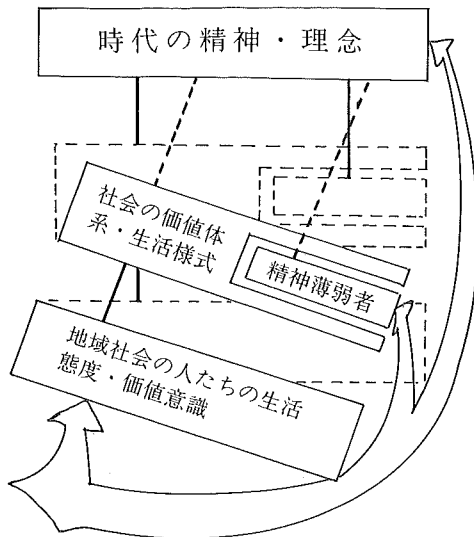 時代の精神・理念
社会の価値体
系・生活様式
精神薄弱者
地域社会の人たちの生活
態度・価値意識